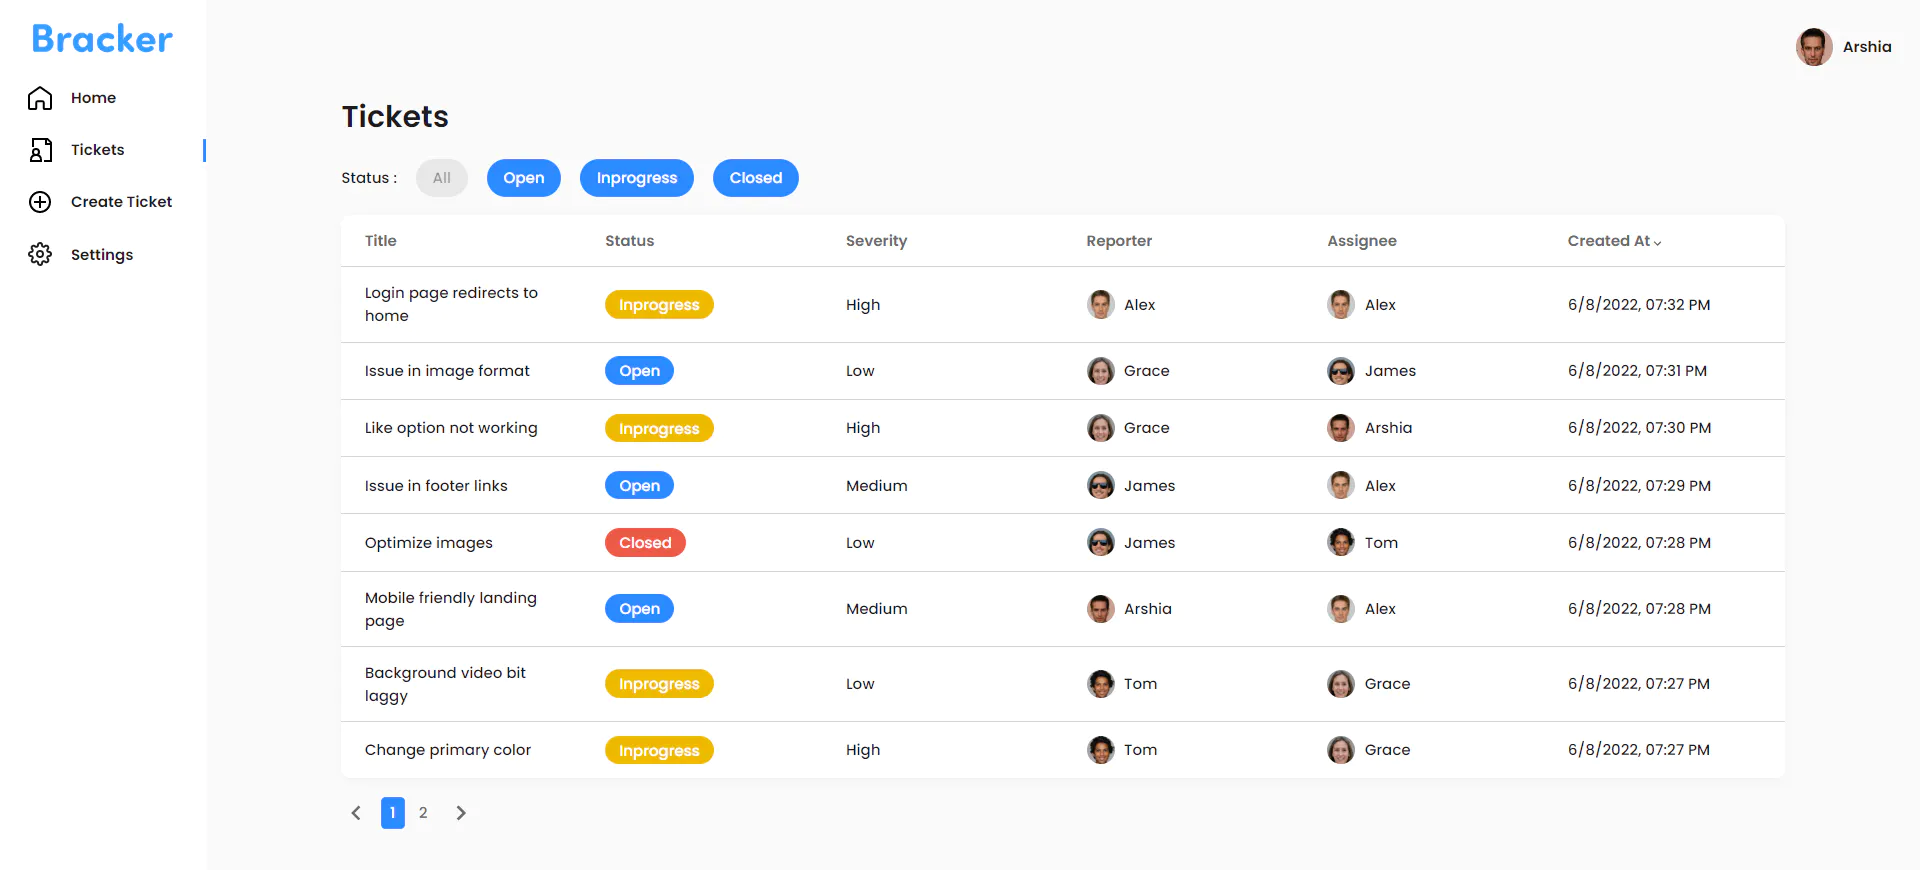 Bracker
Home
Tickets
Create Ticket
Settings
Arshia
Tickets
Status : All Open Inprogress Closed
Title Status Severity Reporter Assignee Created At
Login page redirects to
home
Inprogress High Alex Alex 6/8/2022, 07:32 PM
Issue in image format Open Low Grace James 6/8/2022, 07:31 PM
Like option not working Inprogress High Grace Arshia 6/8/2022, 07:30 PM
Issue in footer links Open Medium James Alex 6/8/2022, 07:29 PM
Optimize images Closed Low James Tom 6/8/2022, 07:28 PM
Mobile friendly landing
page
Open Medium Arshia Alex 6/8/2022, 07:28 PM
Background video bit
laggy
Inprogress Low Tom Grace 6/8/2022, 07:27 PM
Change primary color Inprogress High Tom Grace 6/8/2022, 07:27 PM
1 2